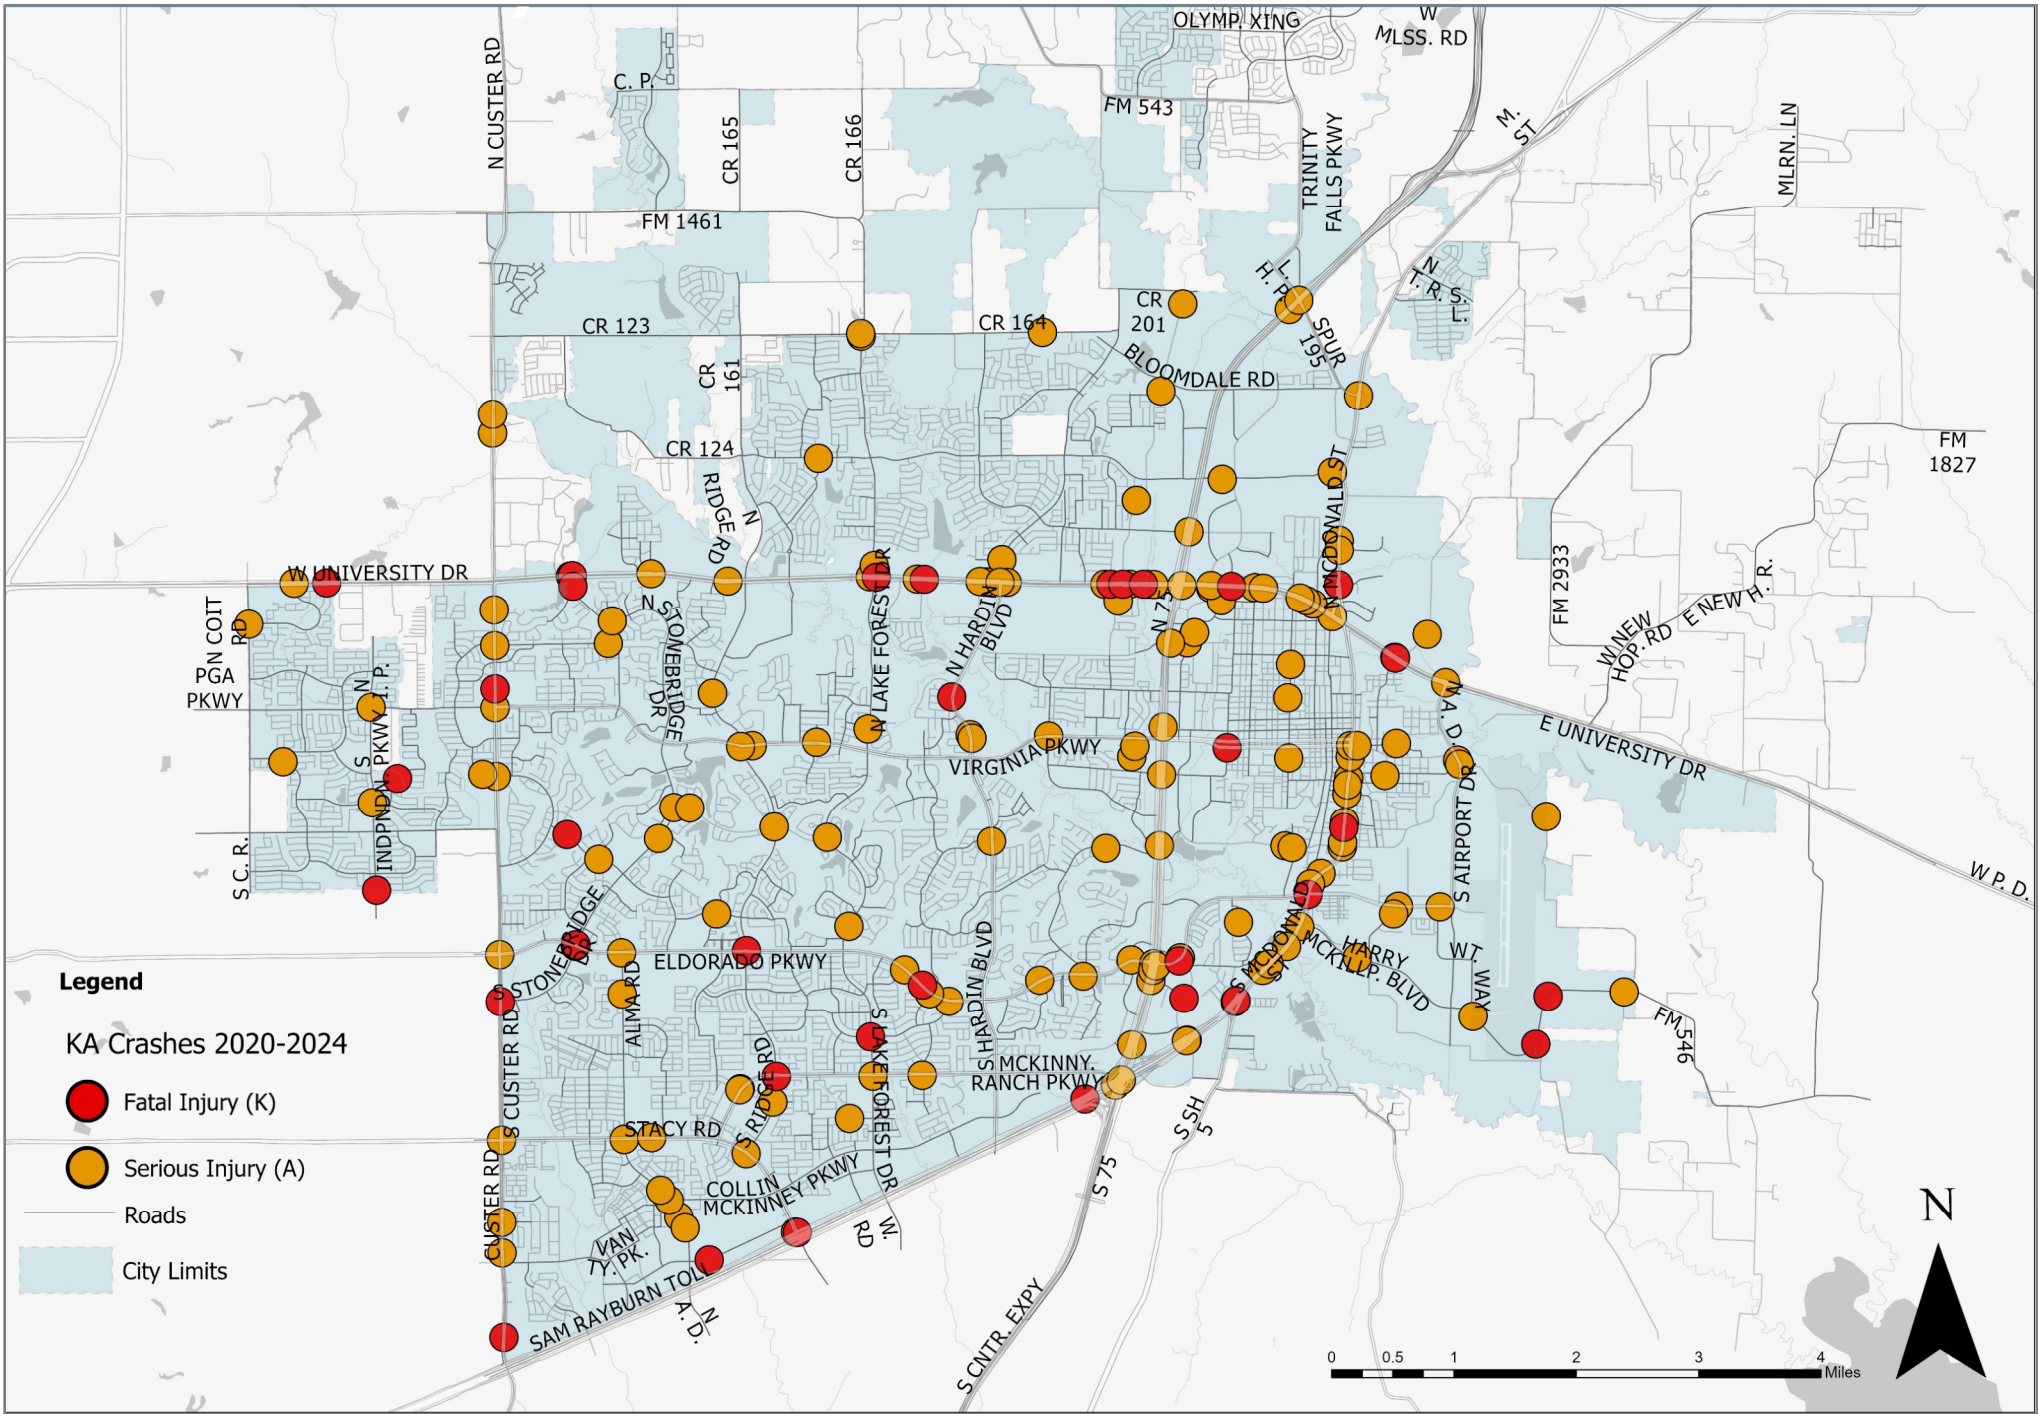 OLYMP. XING
W
MLSS. RD
N CUSTER RD
C. P.
CR 165
CR 166
FM 543
TRINITY
FALLS PKWY
M.
ST
MLRN. LN
FM 1461
L.
H. P.
N
T. R. S.
L.
CR 123
CR 164
CR
201
SPUR
195
BLOOMDALE RD
CR
161
CR 124
FM
1827
N
RIDGE RD
N MCDONALD ST
W UNIVERSITY DR
FM 2933
N COIT
RD
N STONEBRIDGE
DR
N LAKE FOREST DR
N HARDIN
BLVD
N 75
W NEW
HOP. RD
E NEW H. R.
PGA
PKWY
N
I. P.
N A. D.
E UNIVERSITY DR
VIRGINIA PKWY
S
INDPNDN. PKWY
S C. R.
S AIRPORT DR
W P. D.
S STONEBRIDGE
DR
ELDORADO PKWY
ALMA RD
S HARDIN BLVD
S MCDONALD
ST
HARRY
MCKILLP. BLVD
WT. WAY
FM 546
S CUSTER RD
S LAKE FOREST DR
S RIDGE RD
MCKINNY.
RANCH PKWY
STACY RD
COLLIN
MCKINNEY PKWY
S SH
5
S 75
CUSTER RD
VAN
TY. PK.
W.
RD
SAM RAYBURN TOLL
N
A. D.
S CNTR. EXPY
Legend
KA Crashes 2020-2024
Fatal Injury (K)
Serious Injury (A)
Roads
City Limits
N
0 0.5 1 2 3 4
Miles